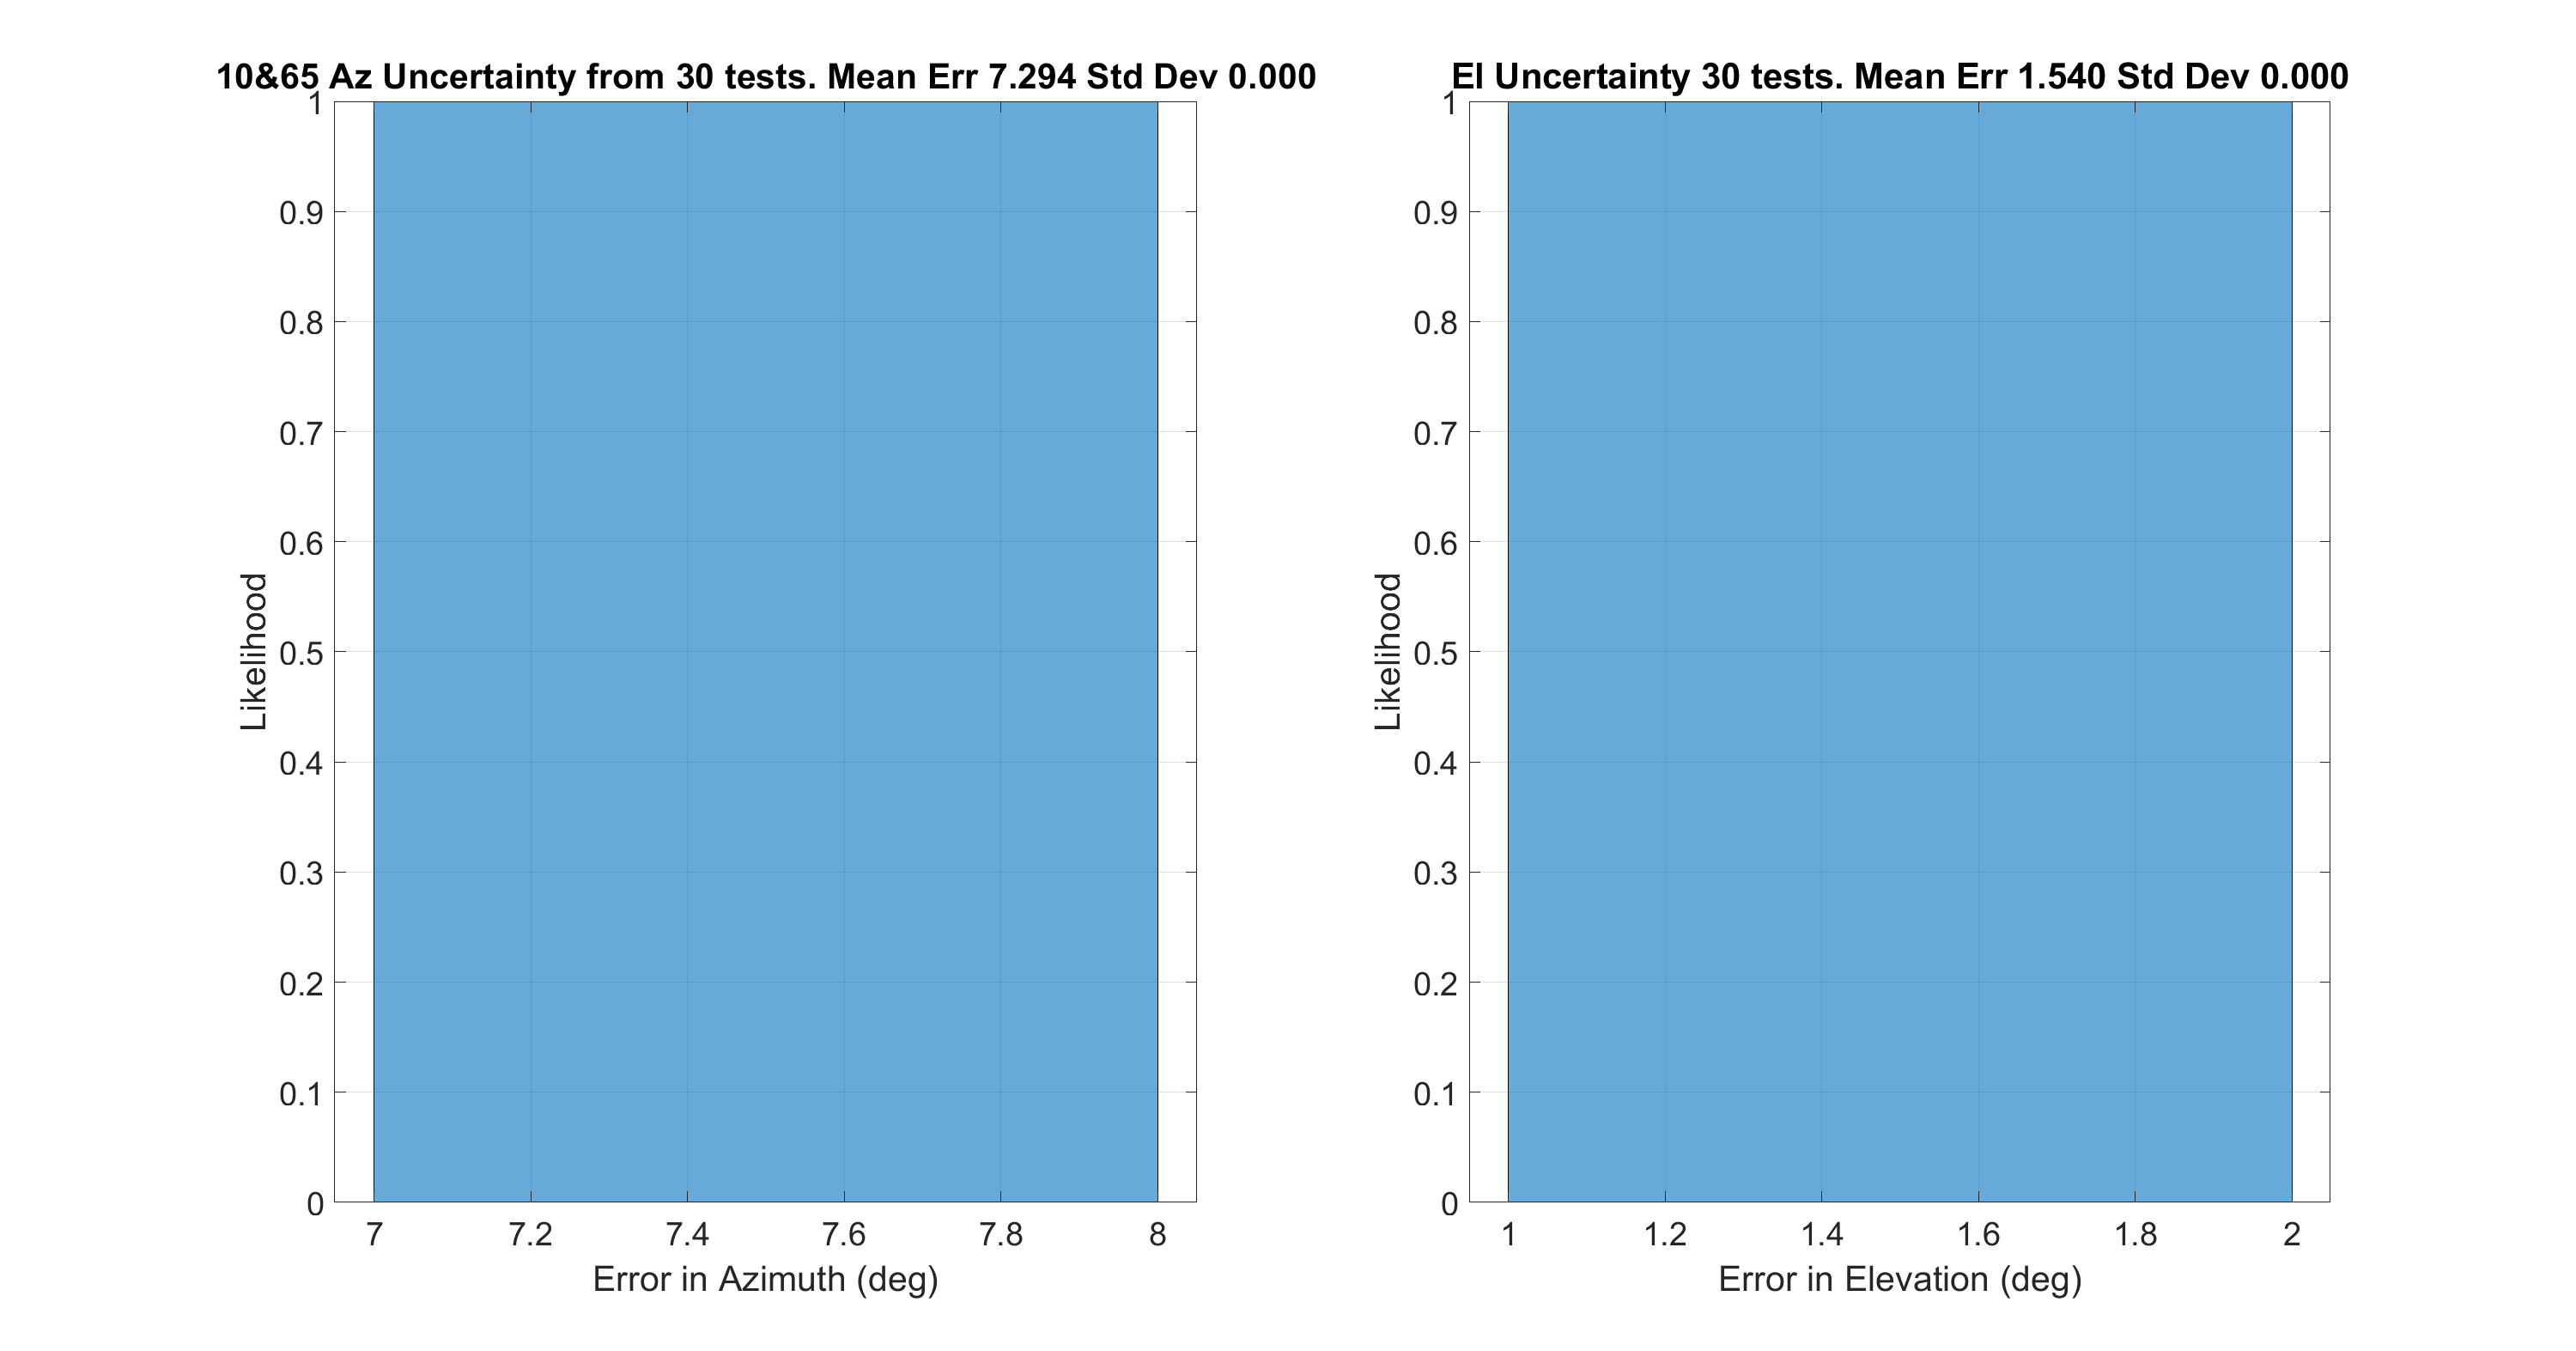 10&65 Az Uncertainty from 30 tests. Mean Err 7.294 Std Dev 0.000
1
0.9
0.8
0.7
0.6
0.5
0.4
0.3
0.2
0.1
0
Likelihood
7 7.2 7.4 7.6 7.8 8
Error in Azimuth (deg)
El Uncertainty 30 tests. Mean Err 1.540 Std Dev 0.000
1
0.9
0.8
0.7
0.6
0.5
0.4
0.3
0.2
0.1
0
Likelihood
1 1.2 1.4 1.6 1.8 2
Error in Elevation (deg)